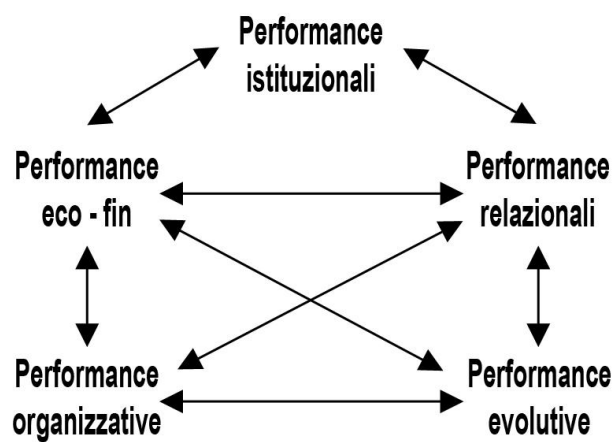 Performance
istituzionali
Performance
eco - fin
Performance
relazionali
Performance
organizzative
Performance
evolutive